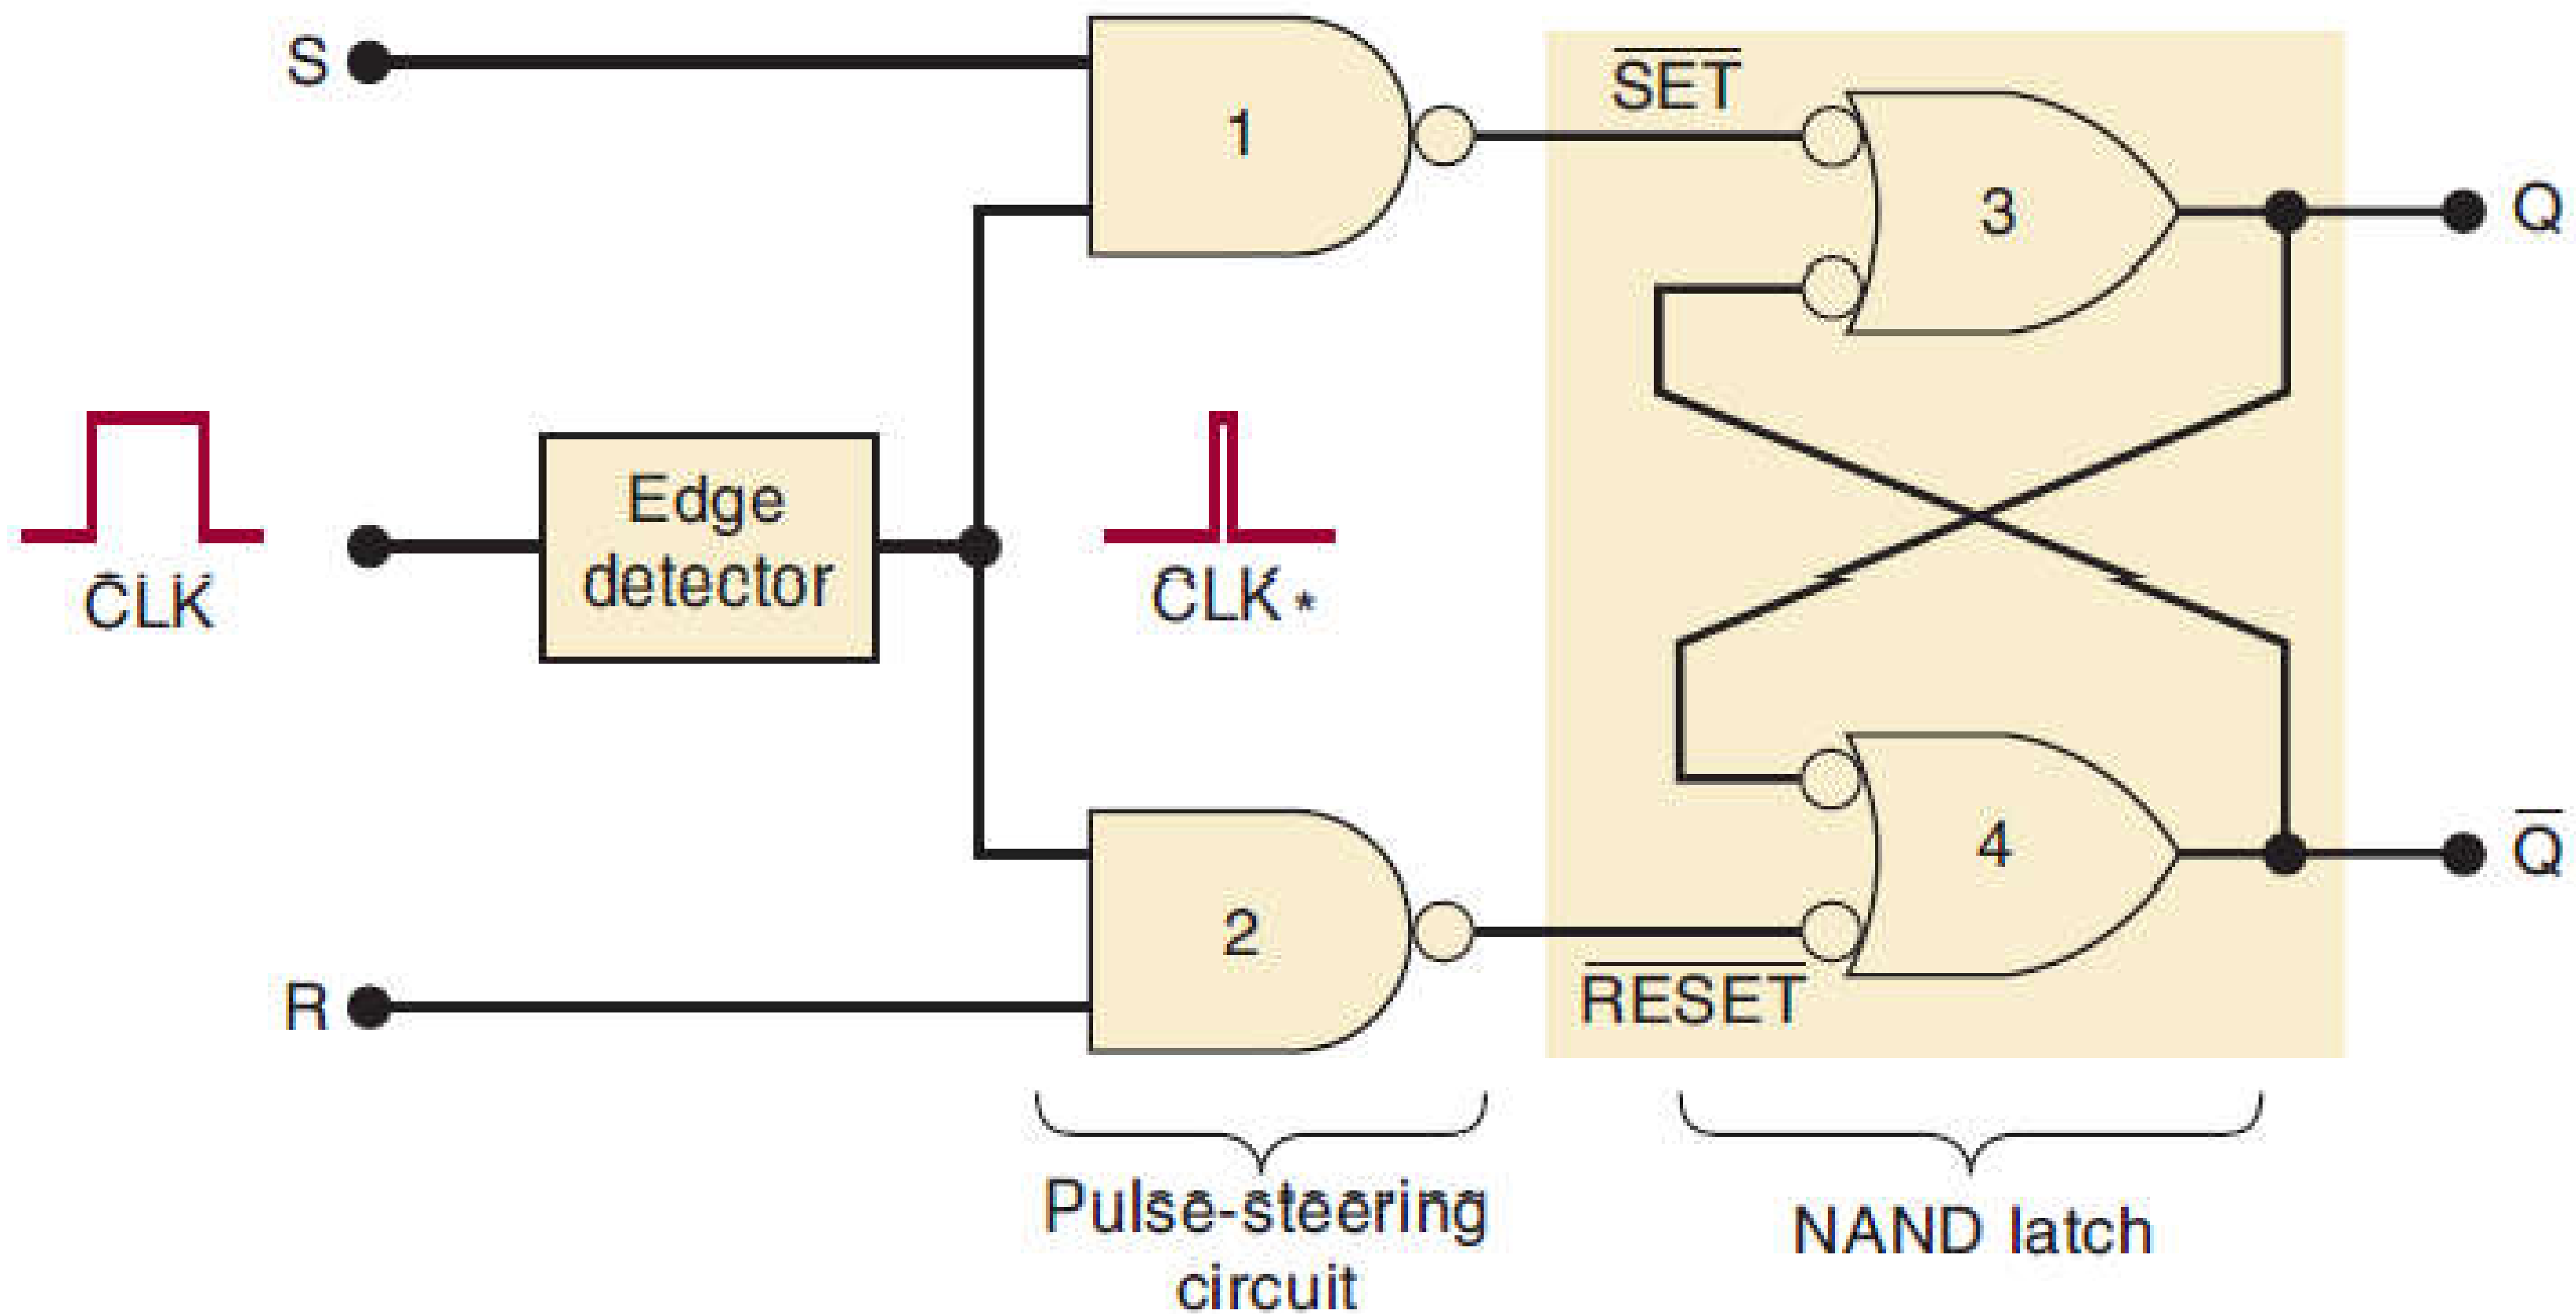 S
1
SET
3
Q
Edge
detector
CLK
CLK*
4
Q
2
R
RESET
Pulse-steering
circuit
NAND latch